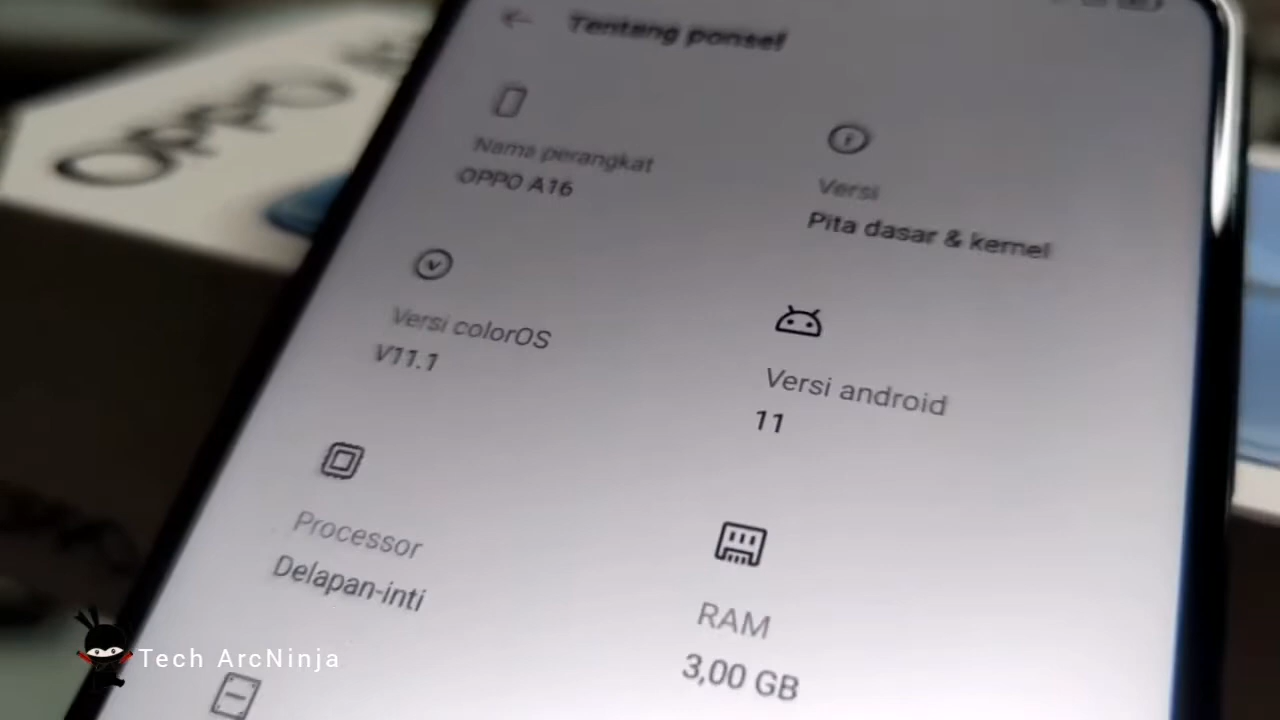 OPPO
Tentang ponsel
Nama perangkat
OPPO A16
Versi
Pita dasar & kernel
Versi colorOS
V11.1
Versi android
11
Processor
Delapan-inti
RAM
3,00 GB
Tech ArcNinja